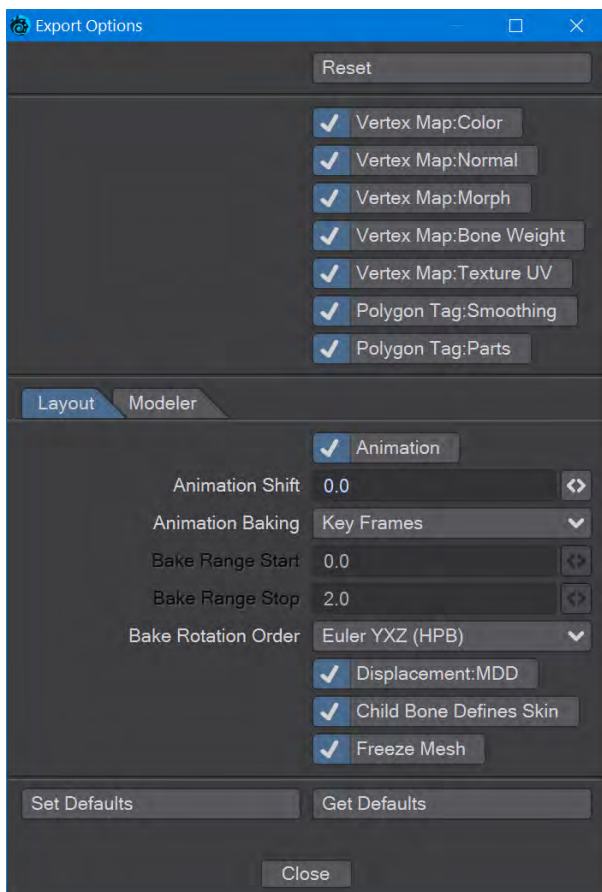 Export Options
Reset
Vertex Map:Color
Vertex Map:Normal
Vertex Map:Morph
Vertex Map:Bone Weight
Vertex Map:Texture UV
Polygon Tag:Smoothing
Polygon Tag:Parts
Layout Modeler
Animation
Animation Shift 0.0
Animation Baking Key Frames
Bake Range Start 0.0
Bake Range Stop 2.0
Bake Rotation Order Euler YXZ (HPB)
Displacement:MDD
Child Bone Defines Skin
Freeze Mesh
Set Defaults Get Defaults
Close